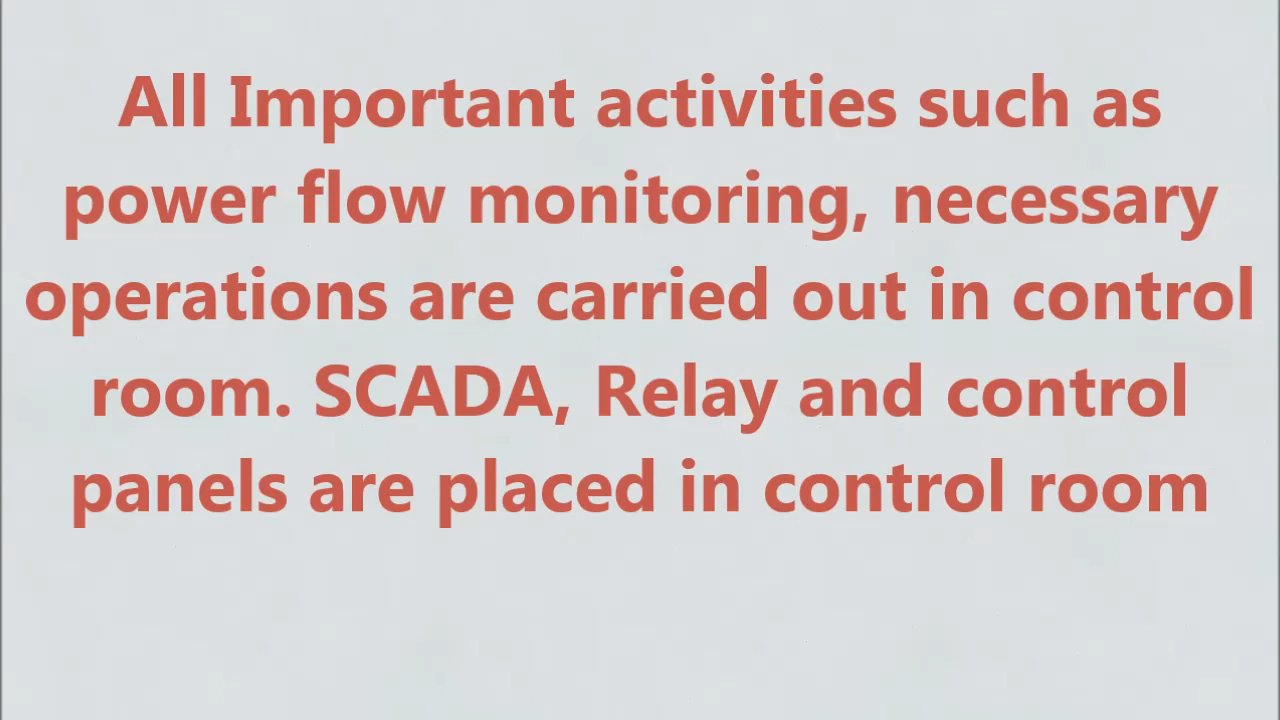 All Important activities such as
power flow monitoring, necessary
operations are carried out in control
room. SCADA, Relay and control
panels are placed in control room